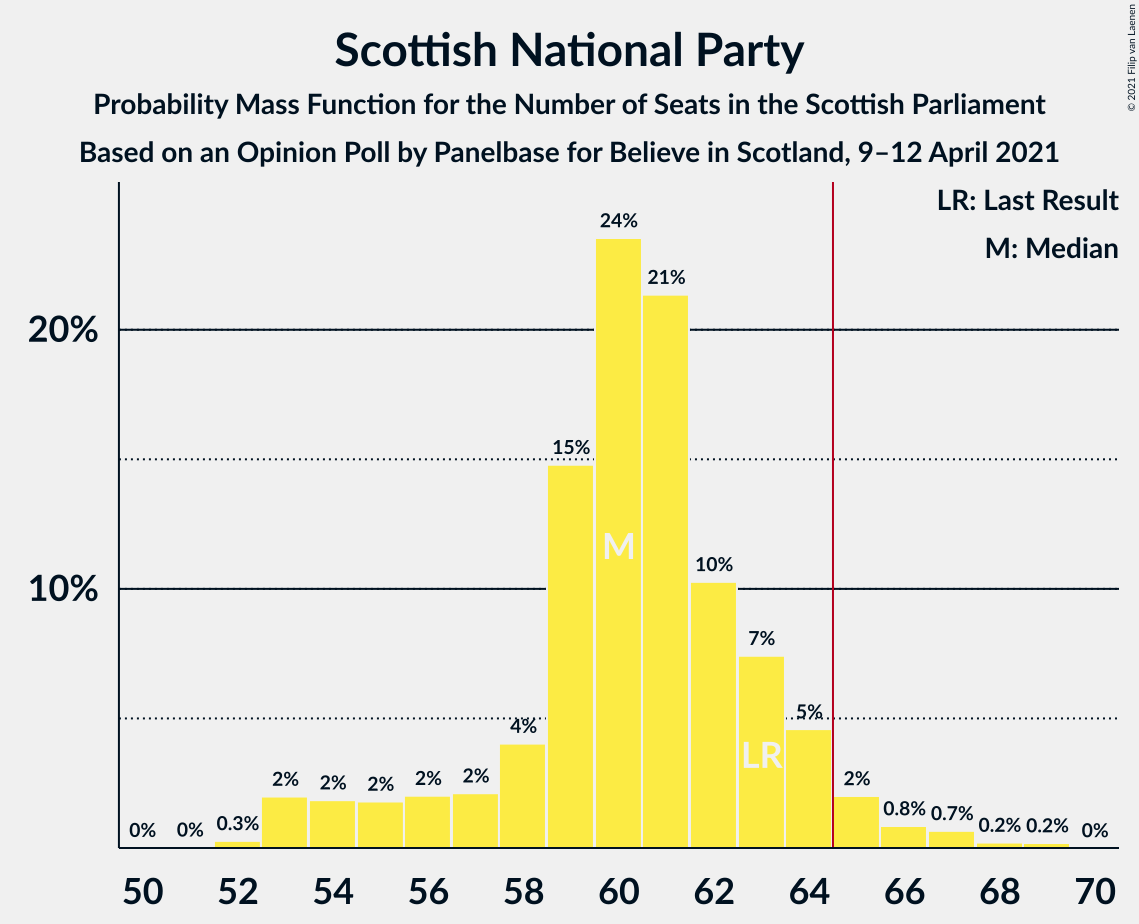 Scottish National Party
Probability Mass Function for the Number of Seats in the Scottish Parliament
Based on an Opinion Poll by Panelbase for Believe in Scotland, 9–12 April 2021
© 2021 Filip van Laenen
LR: Last Result
M: Median
20%
10%
0%
0%
0.3%
2%
2%
2%
2%
2%
4%
15%
24%
21%
10%
7%
5%
2%
0.8%
0.7%
0.2%
0.2%
0%
M
LR
50 52 54 56 58 60 62 64 66 68 70